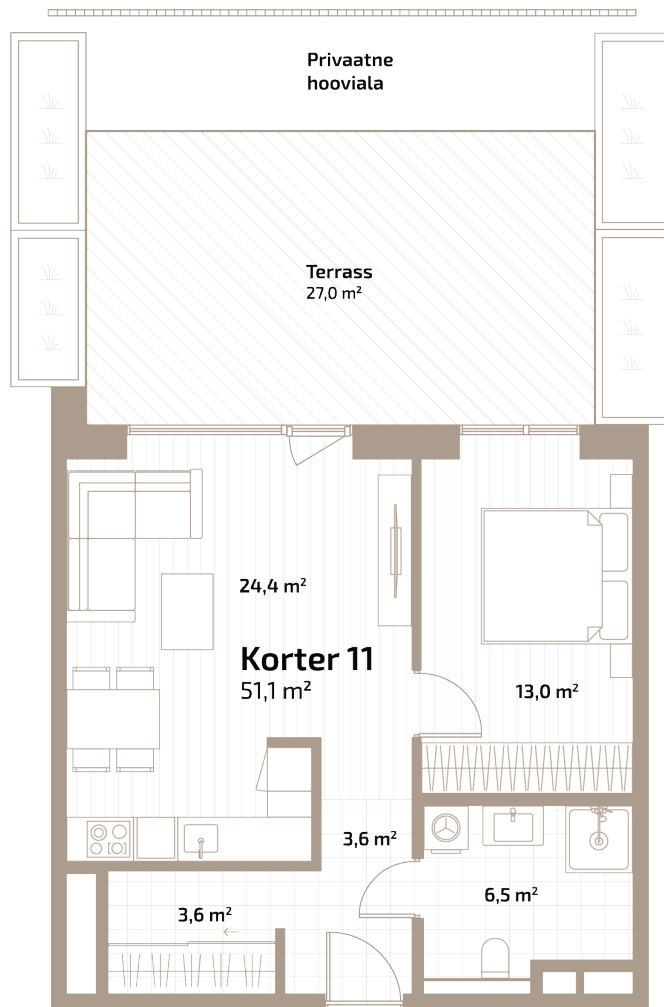 Privaatne
hooviala
Terrass
27,0 m²
24,4 m²
Korter 11
51,1 m²
13,0 m²
3,6 m²
6,5 m²
3,6 m²